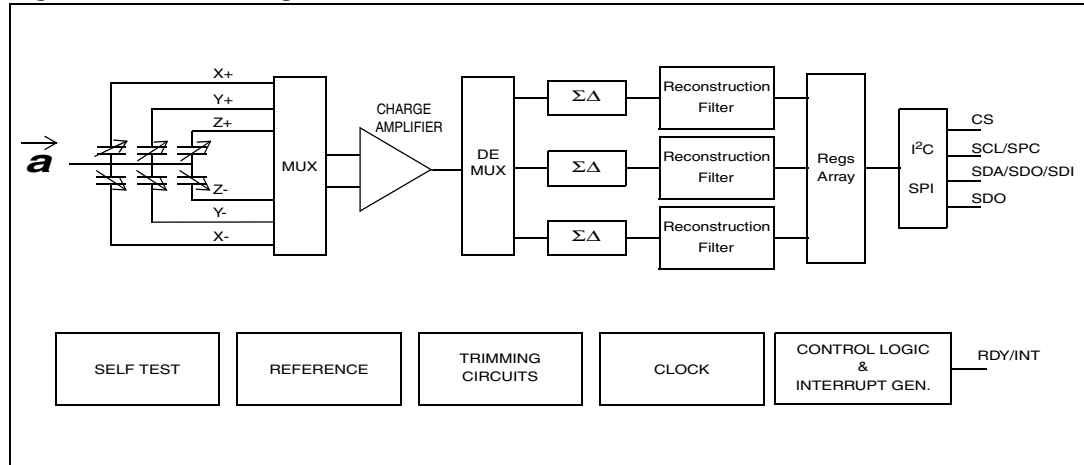 X+
Y+
Z+
a
Z-
Y-
X-
MUX
CHARGE
AMPLIFIER
DE
MUX
ΣΔ
ΣΔ
ΣΔ
Reconstruction
Filter
Reconstruction
Filter
Reconstruction
Filter
Regs
Array
I²C
SPI
CS
SCL/SPC
SDA/SDO/SDI
SDO
SELF TEST
REFERENCE
TRIMMING
CIRCUITS
CLOCK
CONTROL LOGIC
&
INTERRUPT GEN.
RDY/INT